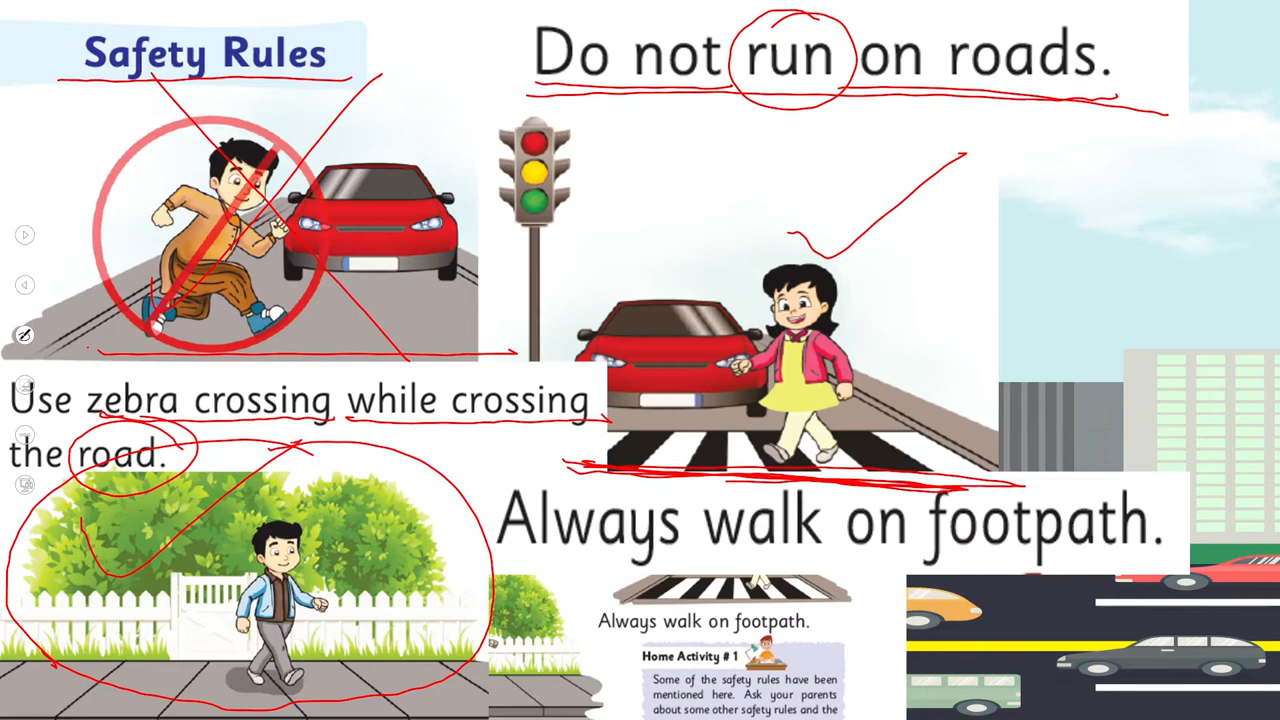 Safety Rules
Do not run on roads.
Use zebra crossing while crossing
the road.
Always walk on footpath.
Always walk on footpath.
Home Activity # 1
Some of the safety rules have been
mentioned here. Ask your parents
about some other safety rules and the